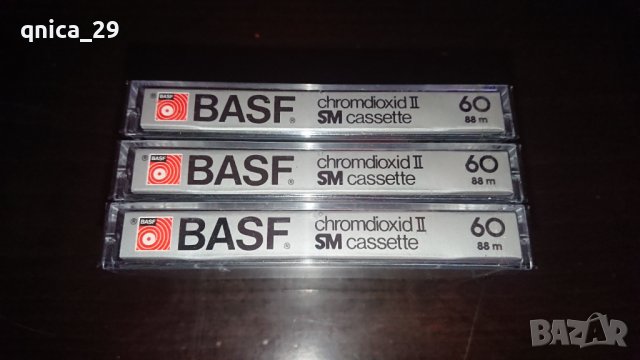 qnica_29
BASF ® BASF® chromdioxid II 60
SM cassette 88 m
BASF ® BASF® chromdioxid II 60
SM cassette 88 m
BASF ® BASF® chromdioxid II 60
SM cassette 88 m
BAZAR